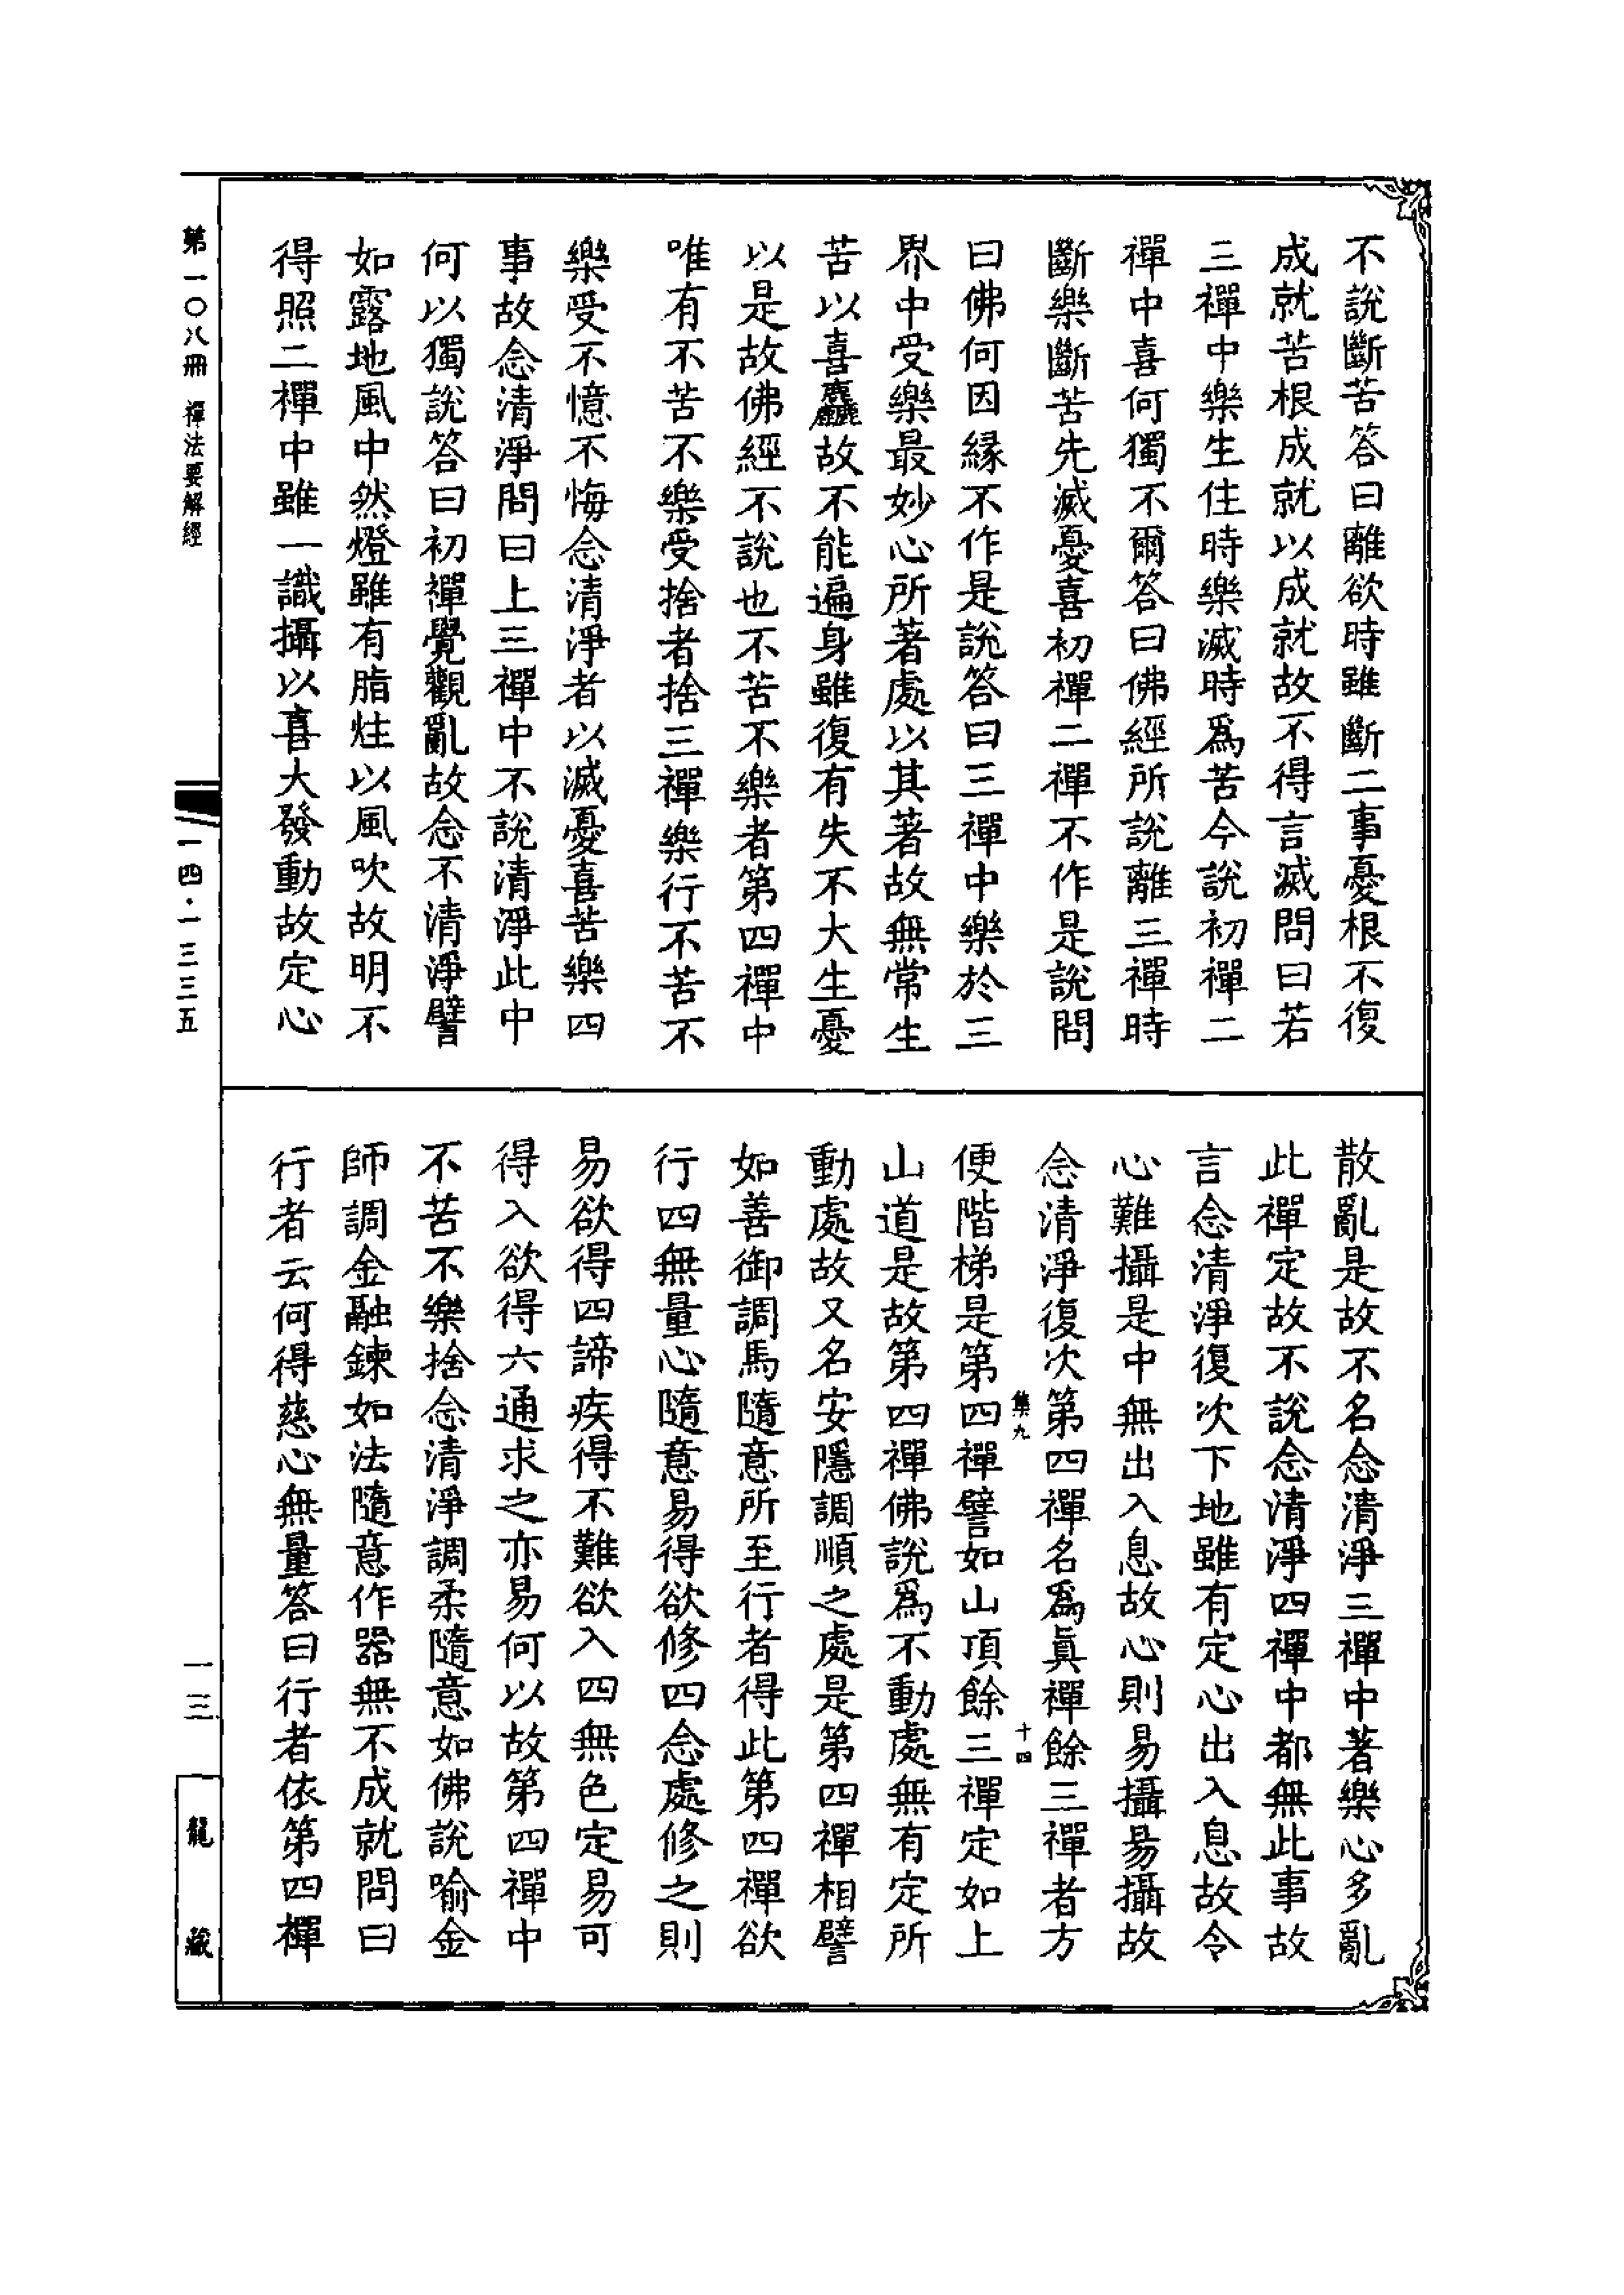 不說斷苦答曰離欲時雖斷二事憂根不復
成就苦根成就以成就故不得言滅問曰若
三禪中樂生住時樂滅時爲苦今說初禪二
禪中喜何獨不爾答曰佛經所說離三禪時
斷樂斷苦先滅憂喜初禪二禪不作是說問
曰佛何因緣不作是說答曰三禪中樂於三
界中受樂最妙心所著處以其著故無常生
苦以喜麤故不能遍身雖復有失不大生憂
以是故佛經不說也不苦不樂者第四禪中
唯有不苦不樂受捨者捨三禪樂行不苦不
樂受不憶不悔念清淨者以滅憂喜苦樂四
事故念清淨問曰上三禪中不說清淨此中
何以獨說答曰初禪覺觀亂故念不清淨譬
如露地風中然燈雖有脂炷以風吹故明不
得照二禪中雖一識攝以喜大發動故定心
散亂是故不名念清淨三禪中著樂心多亂
此禪定故不說念清淨四禪中都無此事故
言念清淨復次下地雖有定心出入息故令
心難攝是中無出入息故心則易攝易攝故
念清淨復次第四禪名爲眞禪餘三禪者方
集九 十四
便階梯是第四禪譬如山頂餘三禪定如上
山道是故第四禪佛說爲不動處無有定所
動處故又名安隱調順之處是第四禪相譬
如善御調馬隨意所至行者得此第四禪欲
行四無量心隨意易得欲修四念處修之則
易欲得四諦疾得不難欲入四無色定易可
得入欲得六通求之亦易何以故第四禪中
不苦不樂捨念清淨調柔隨意如佛說喻金
師調金融鍊如法隨意作器無不成就問曰
行者云何得慈心無量答曰行者依第四禪
第一〇八冊 禪法要解經
一四·一三三五
一三
龍藏